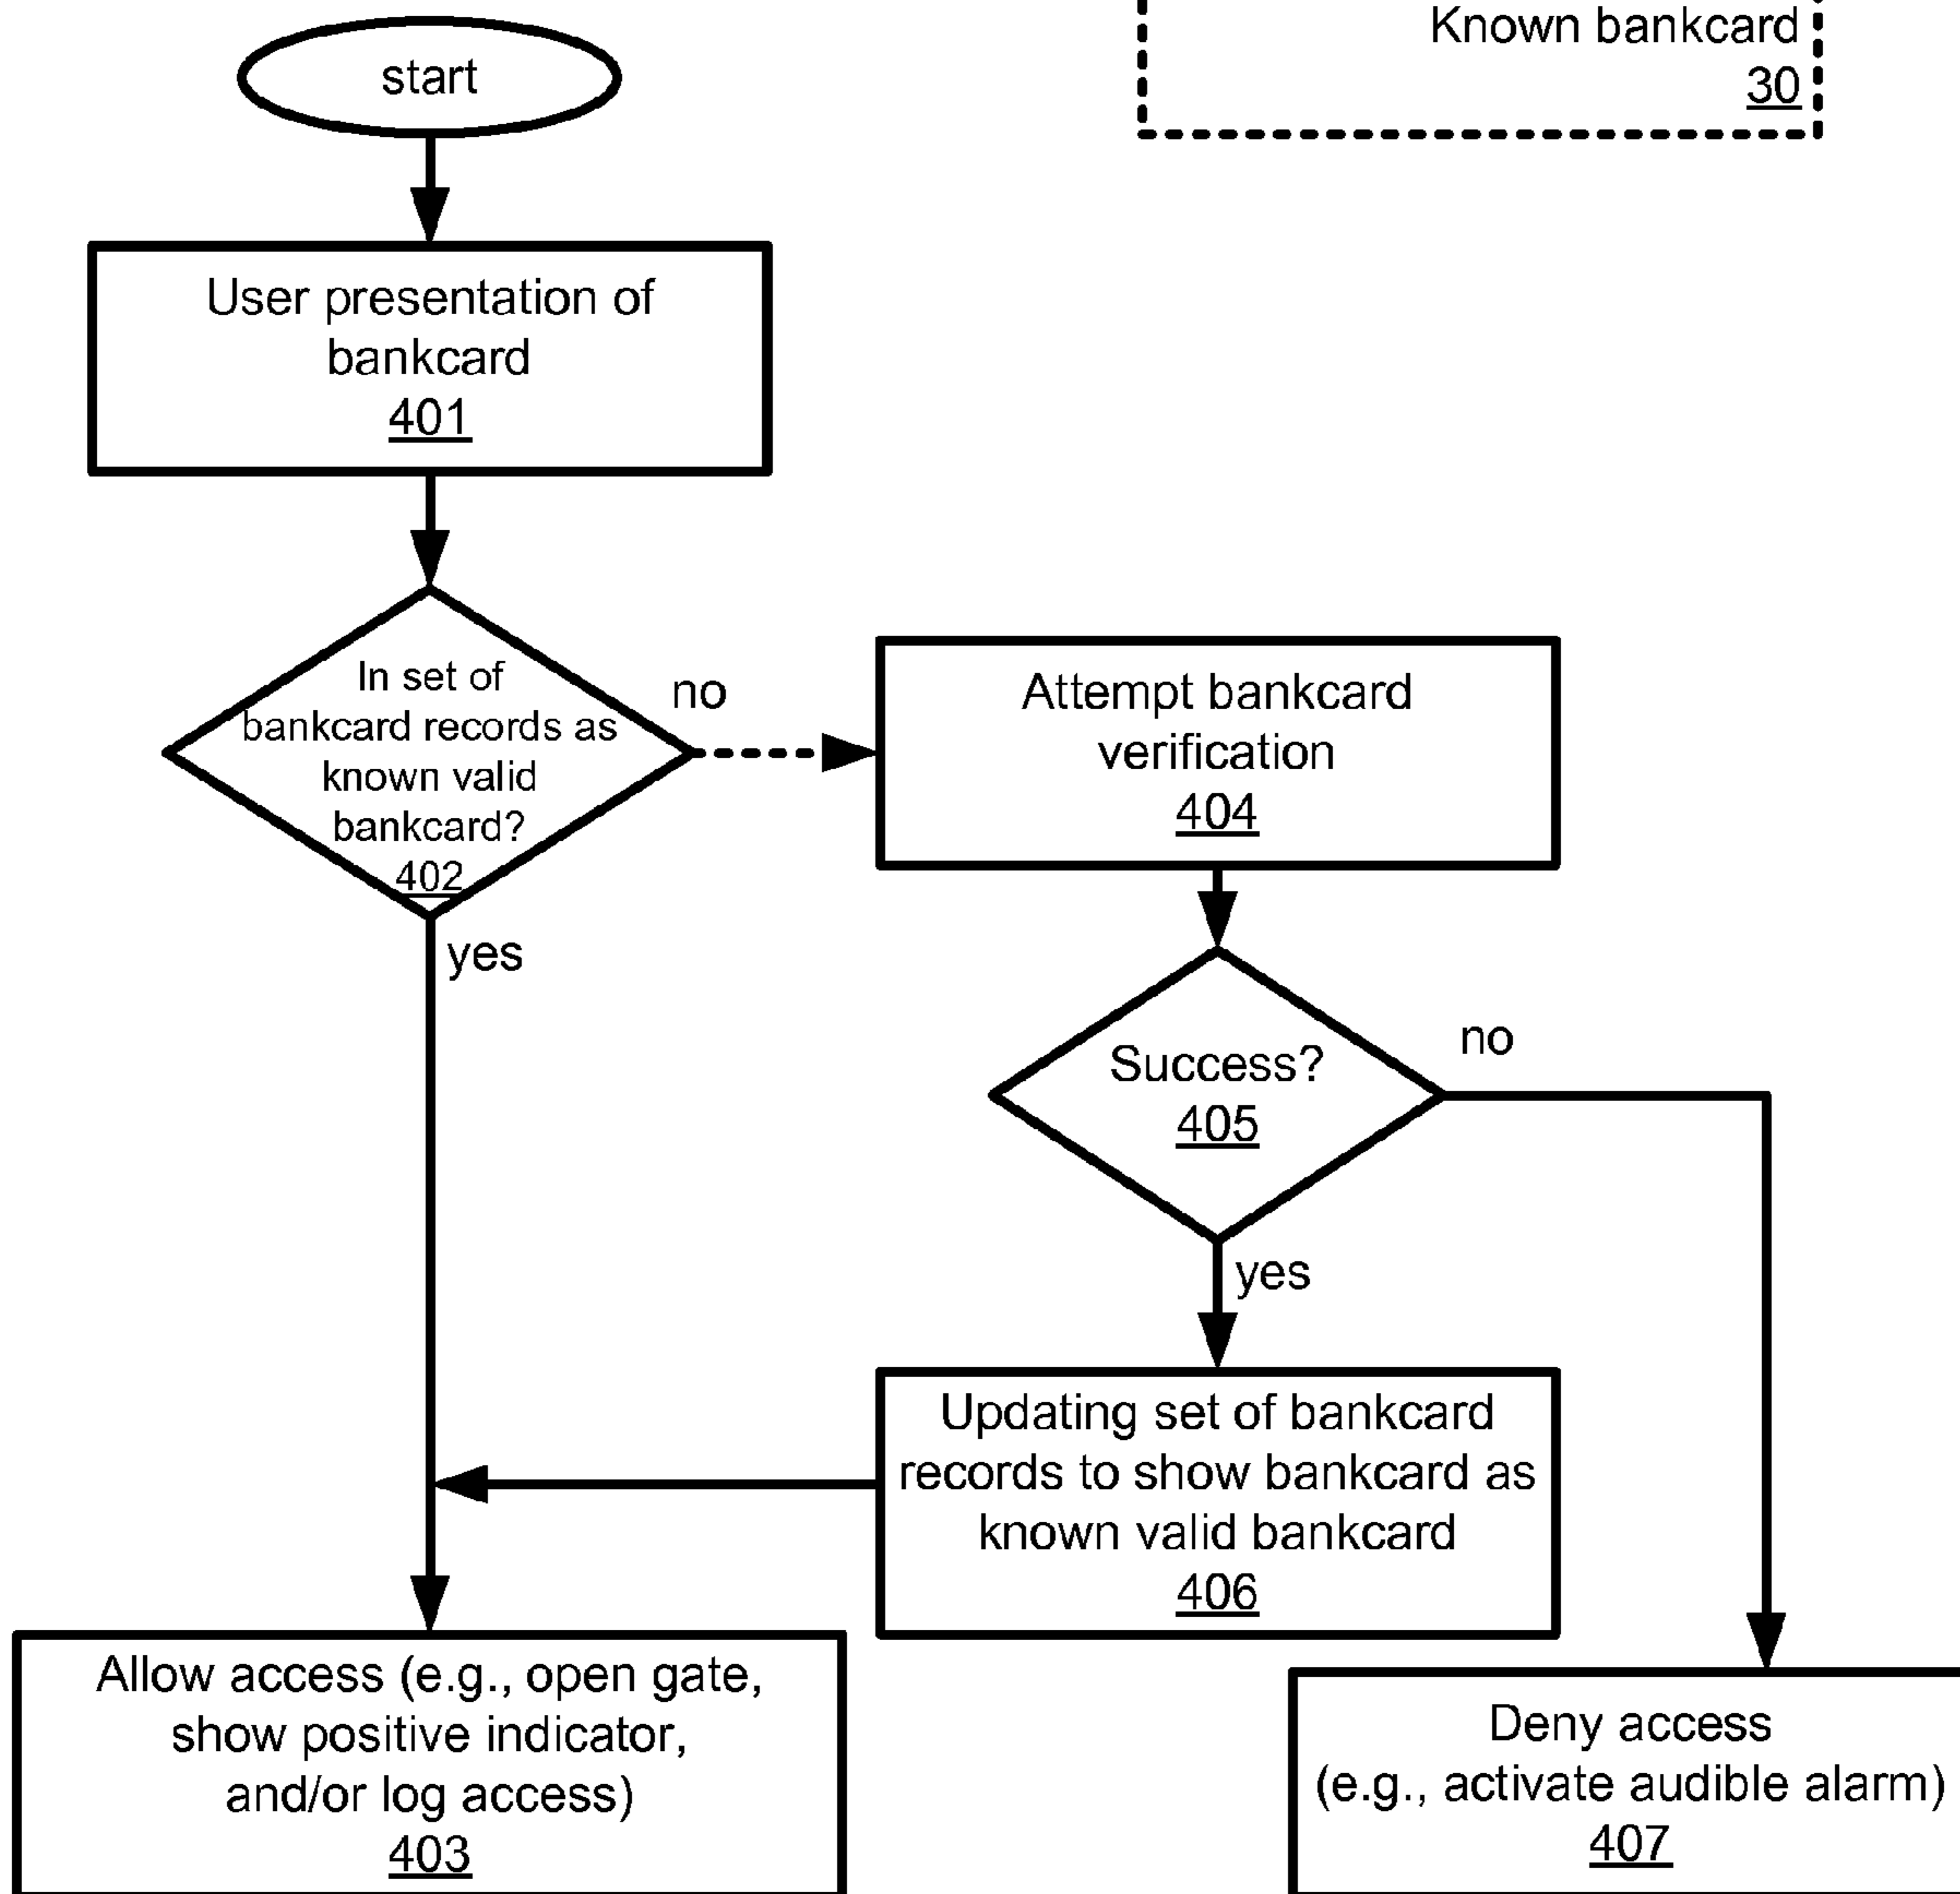 Known bankcard
30
start
User presentation of
bankcard
401
In set of
bankcard records as
known valid
bankcard?
402
no
yes
Attempt bankcard
verification
404
Success?
405
no
yes
Updating set of bankcard
records to show bankcard as
known valid bankcard
406
Allow access (e.g., open gate,
show positive indicator,
and/or log access)
403
Deny access
(e.g., activate audible alarm)
407